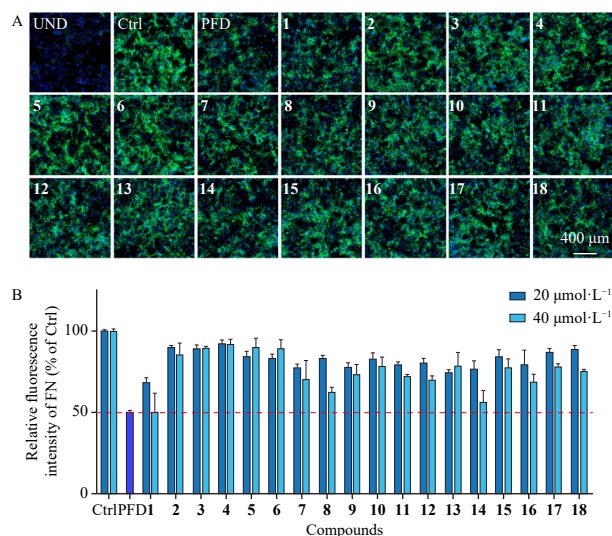 A
UND Ctrl PFD 1 2 3 4
5 6 7 8 9 10 11
12 13 14 15 16 17 18
400 μm
B
20 μmol·L⁻¹
40 μmol·L⁻¹
Relative fluorescence
intensity of FN (% of Ctrl)
100
50
0
Ctrl PFD 1 2 3 4 5 6 7 8 9 10 11 12 13 14 15 16 17 18
Compounds